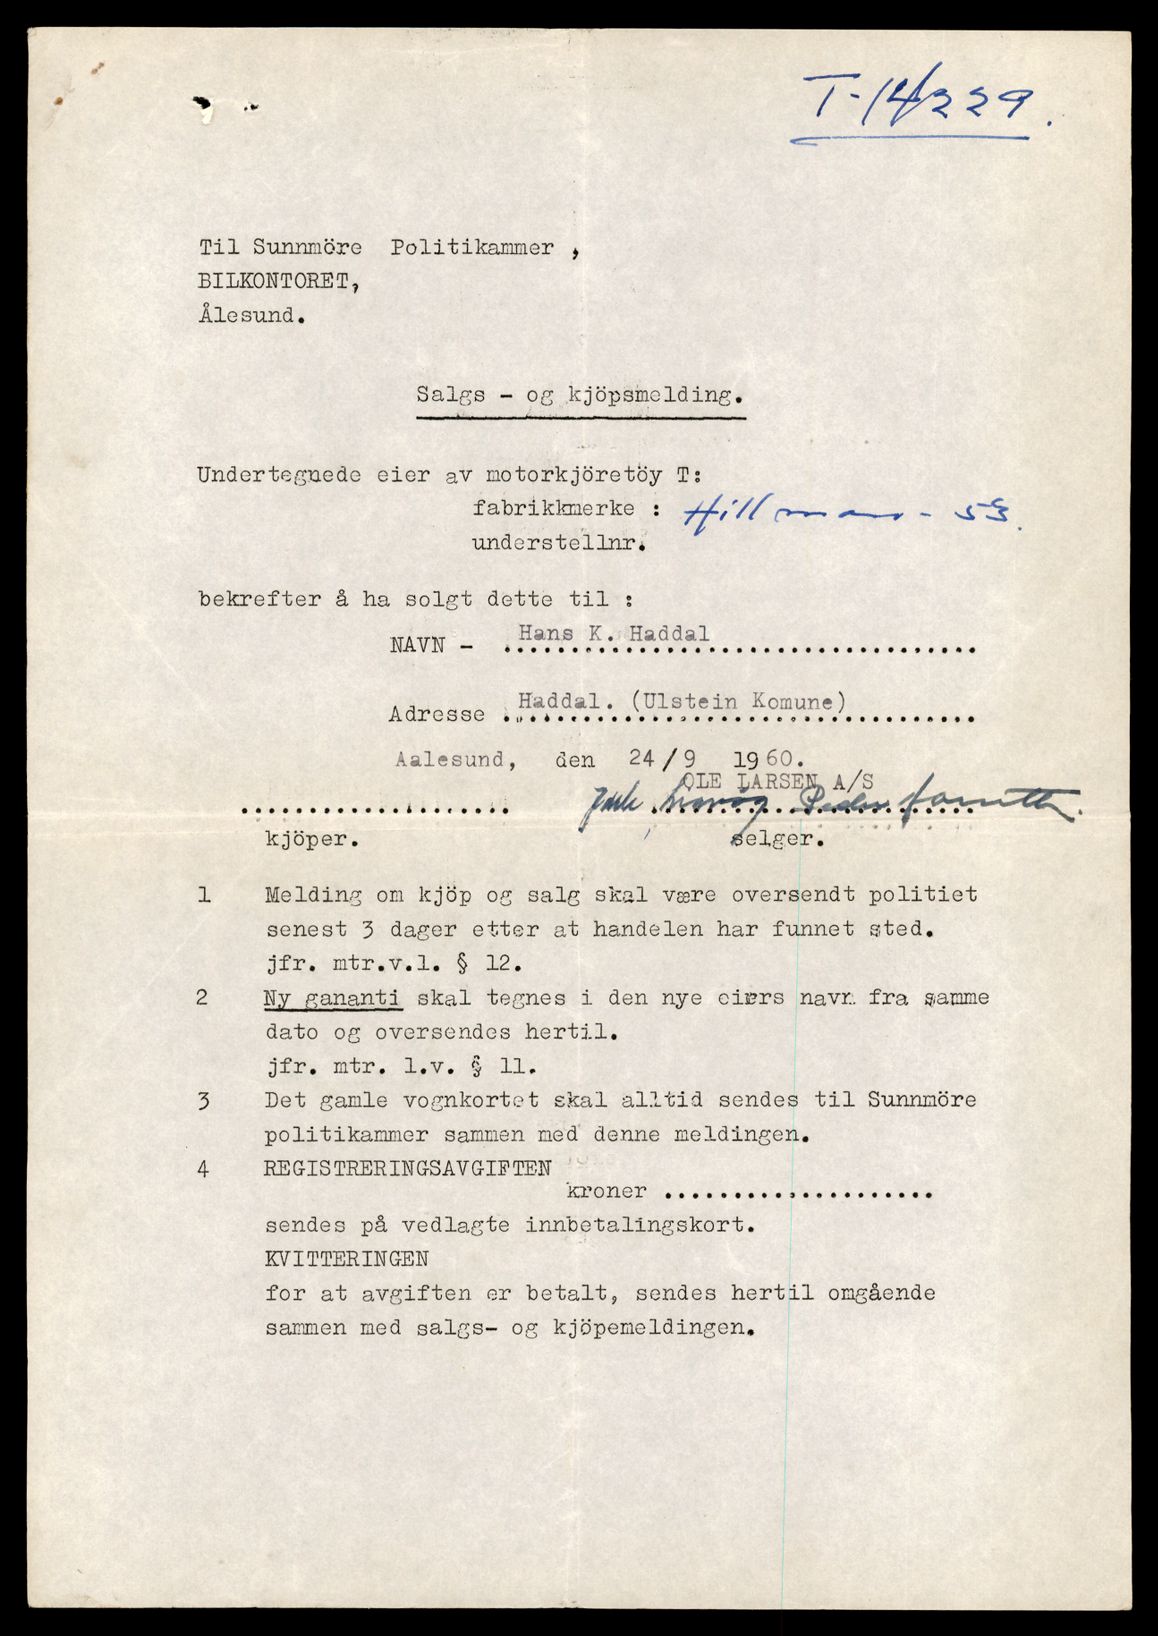 T-14229.
Til Sunnmöre Politikammer ,
BILKONTORET,
Ålesund.
Salgs - og kjöpsmelding.
Undertegnede eier av motorkjöretöy T:
fabrikkmerke : Hillman - 53.
understellnr.
bekrefter å ha solgt dette til :
NAVN - Hans K. Haddal
Adresse Haddal. (Ulstein Komune)
Aalesund, den 24/9 1960.
OLE LARSEN A/S
Peder
kjöper. selger.
1 Melding om kjöp og salg skal være oversendt politiet
senest 3 dager etter at handelen har funnet sted.
jfr. mtr.v.l. § 12.
2 Ny gananti skal tegnes i den nye eiers navn fra samme
dato og oversendes hertil.
jfr. mtr. l.v. § 11.
3 Det gamle vognkortet skal alltid sendes til Sunnmöre
politikammer sammen med denne meldingen.
4 REGISTRERINGSAVGIFTEN
kroner ....................
sendes på vedlagte innbetalingskort.
KVITTERINGEN
for at avgiften er betalt, sendes hertil omgående
sammen med salgs- og kjöpemeldingen.